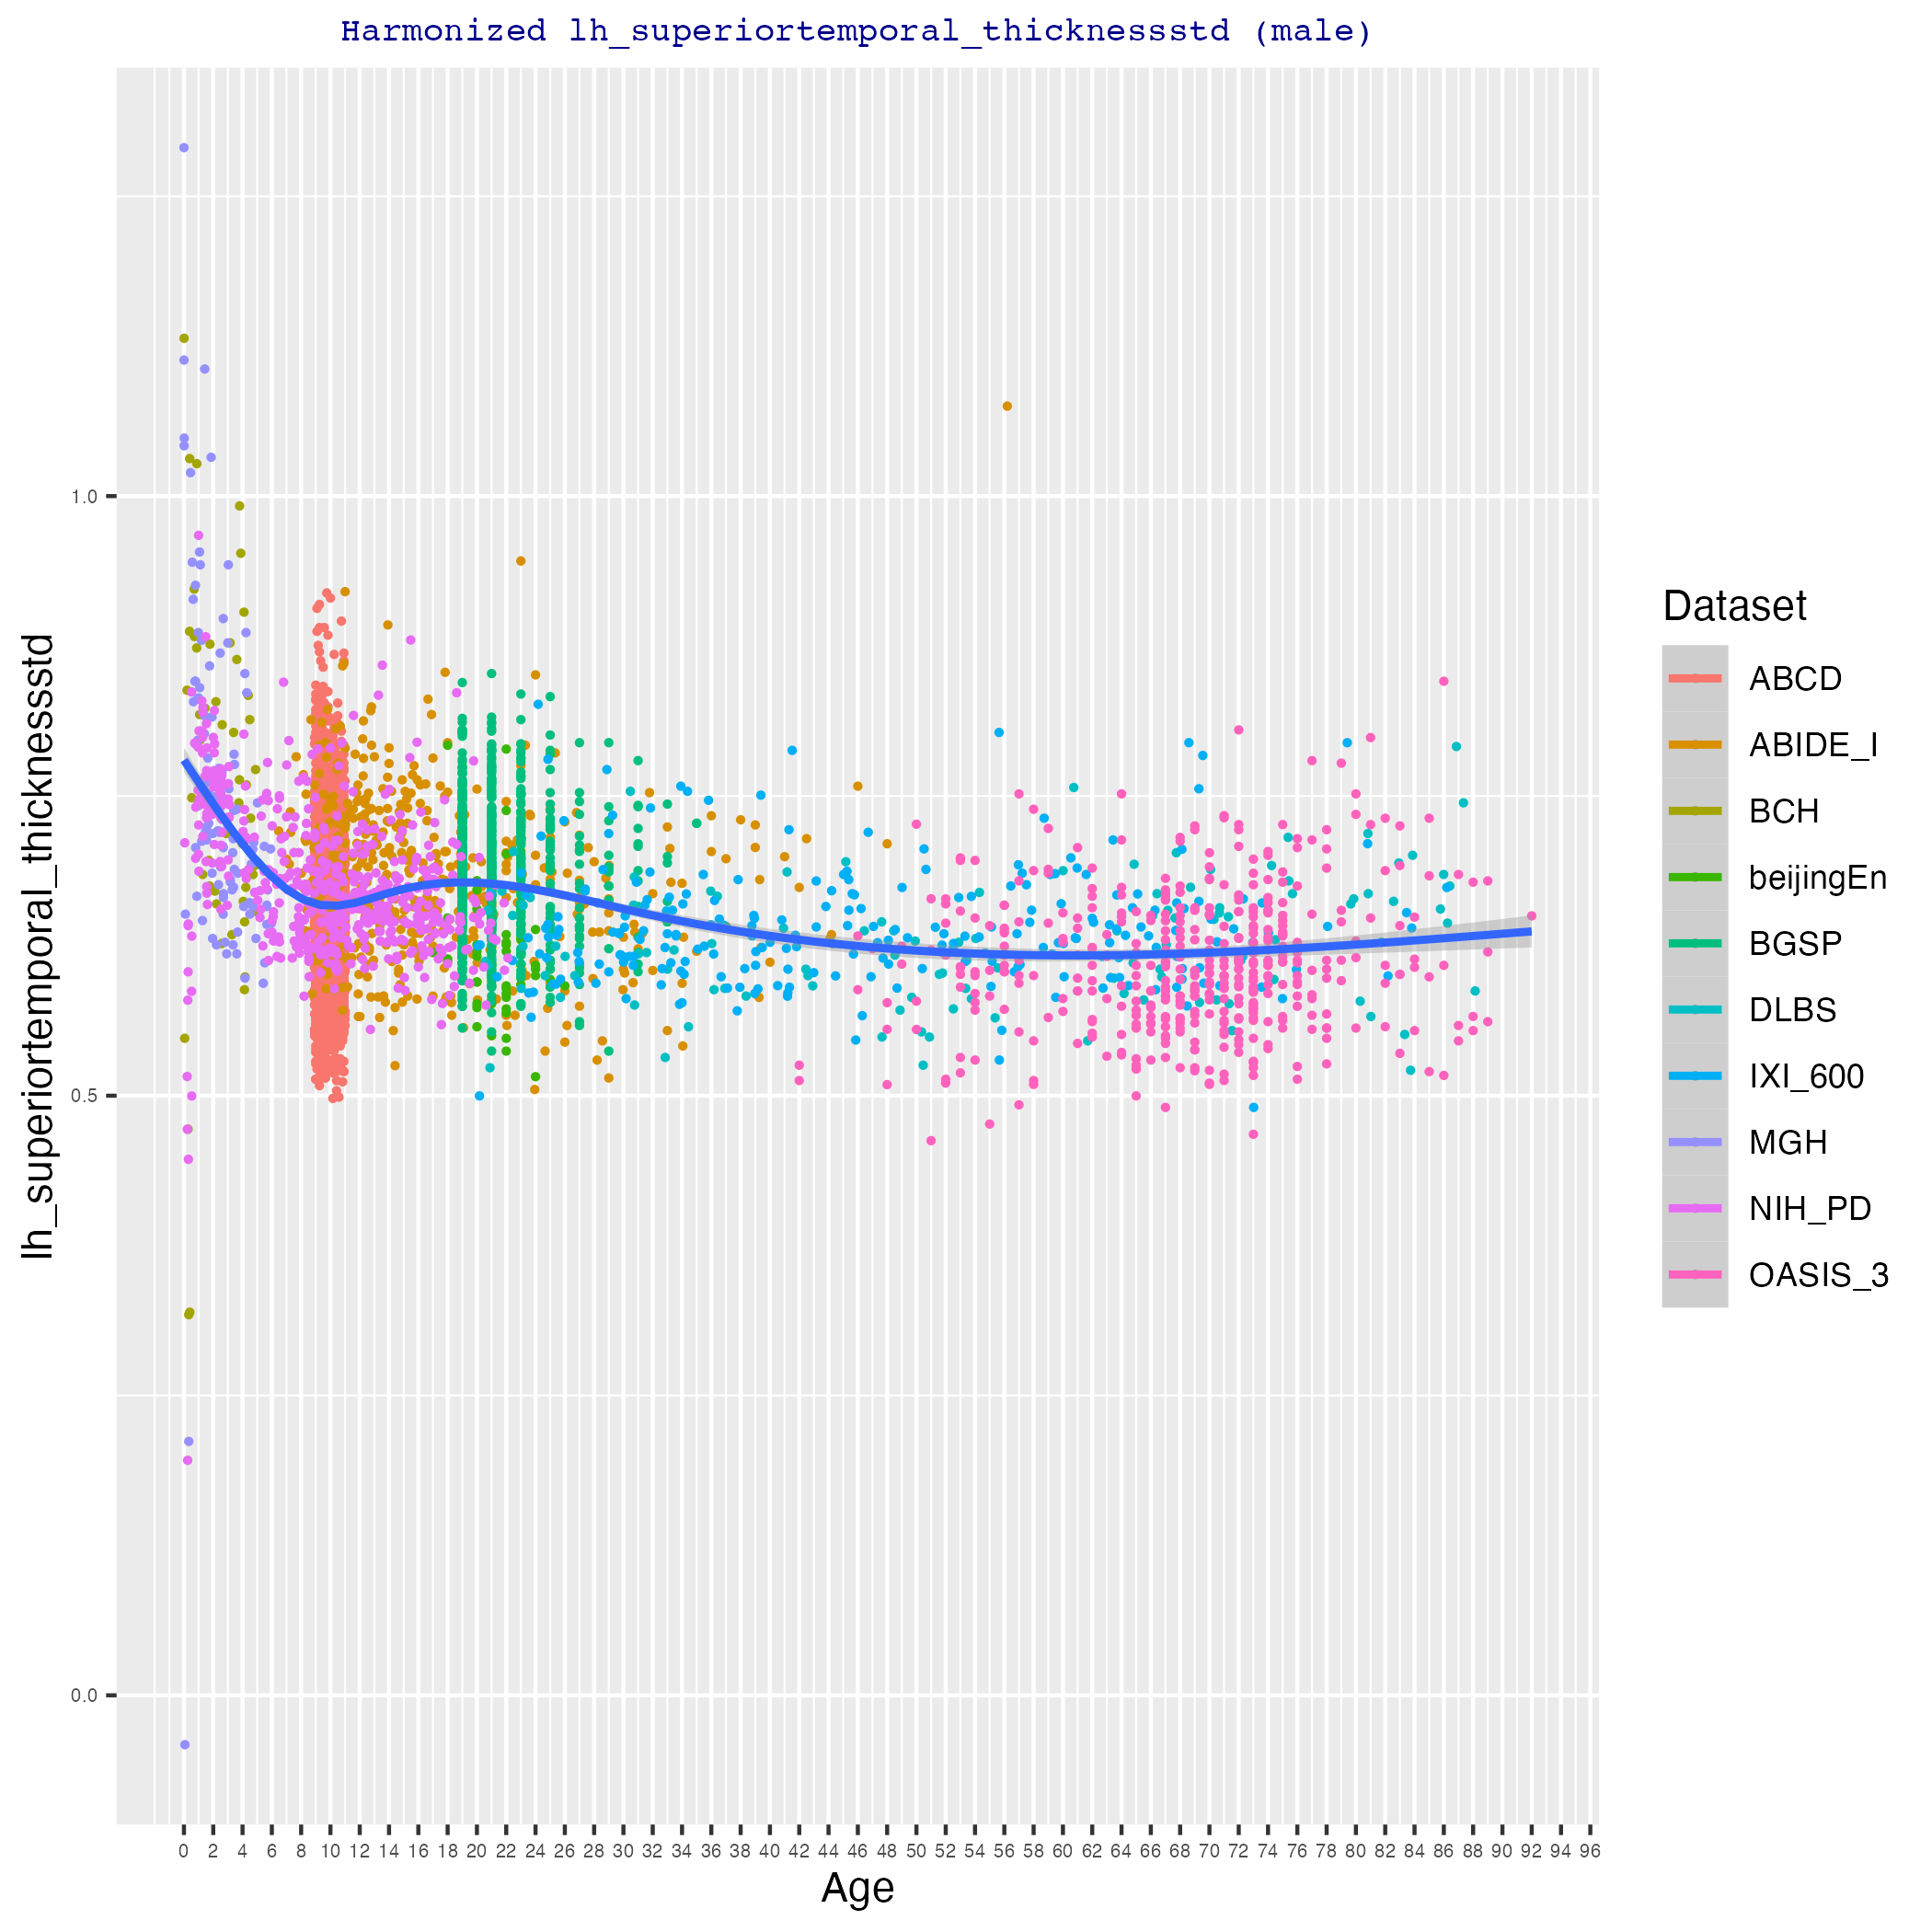 Harmonized lh_superiortemporal_thicknessstd (male)
lh_superiortemporal_thicknessstd
1.0
0.5
0.0
0 2 4 6 8 10 12 14 16 18 20 22 24 26 28 30 32 34 36 38 40 42 44 46 48 50 52 54 56 58 60 62 64 66 68 70 72 74 76 78 80 82 84 86 88 90 92 94 96
Age
Dataset
ABCD
ABIDE_I
BCH
beijingEn
BGSP
DLBS
IXI_600
MGH
NIH_PD
OASIS_3